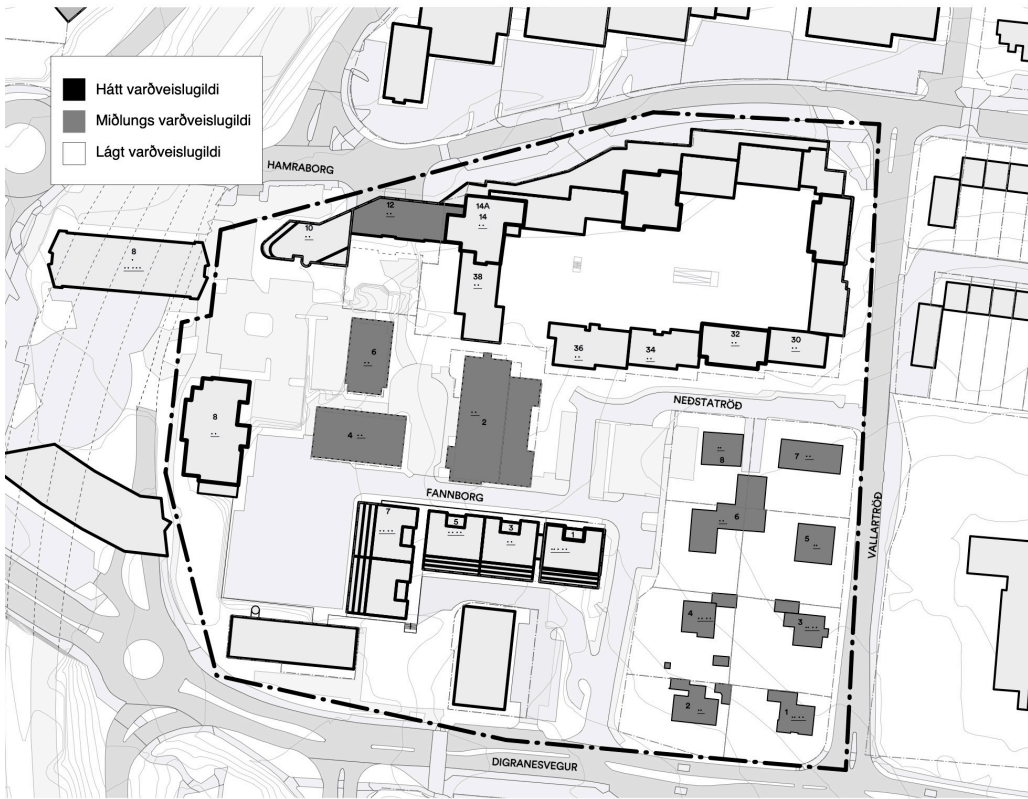 Hátt varðveislugildi
Miðlungs varðveislugildi
Lágt varðveislugildi
HAMRABORG
12
14A
14
10
8
38
6
36
34
32
30
NEÐSTATRÖÐ
8
4
2
8
7
FANNBORG
6
7
5
3
1
5
VALLARTRÖÐ
4
3
2
1
DIGRANESVEGUR